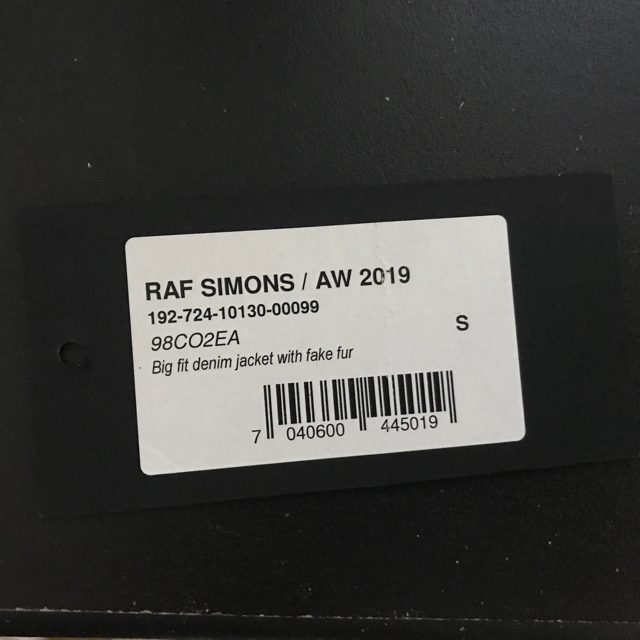 RAF SIMONS / AW 2019
192-724-10130-00099
98CO2EA
S
Big fit denim jacket with fake fur
7 040600 445019